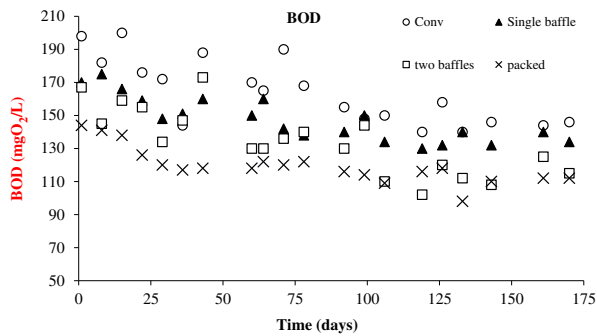 BOD
Conv
Single baffle
two baffles
packed
BOD (mgO2/L)
210
190
170
150
130
110
90
70
50
0 25 50 75 100 125 150 175
Time (days)